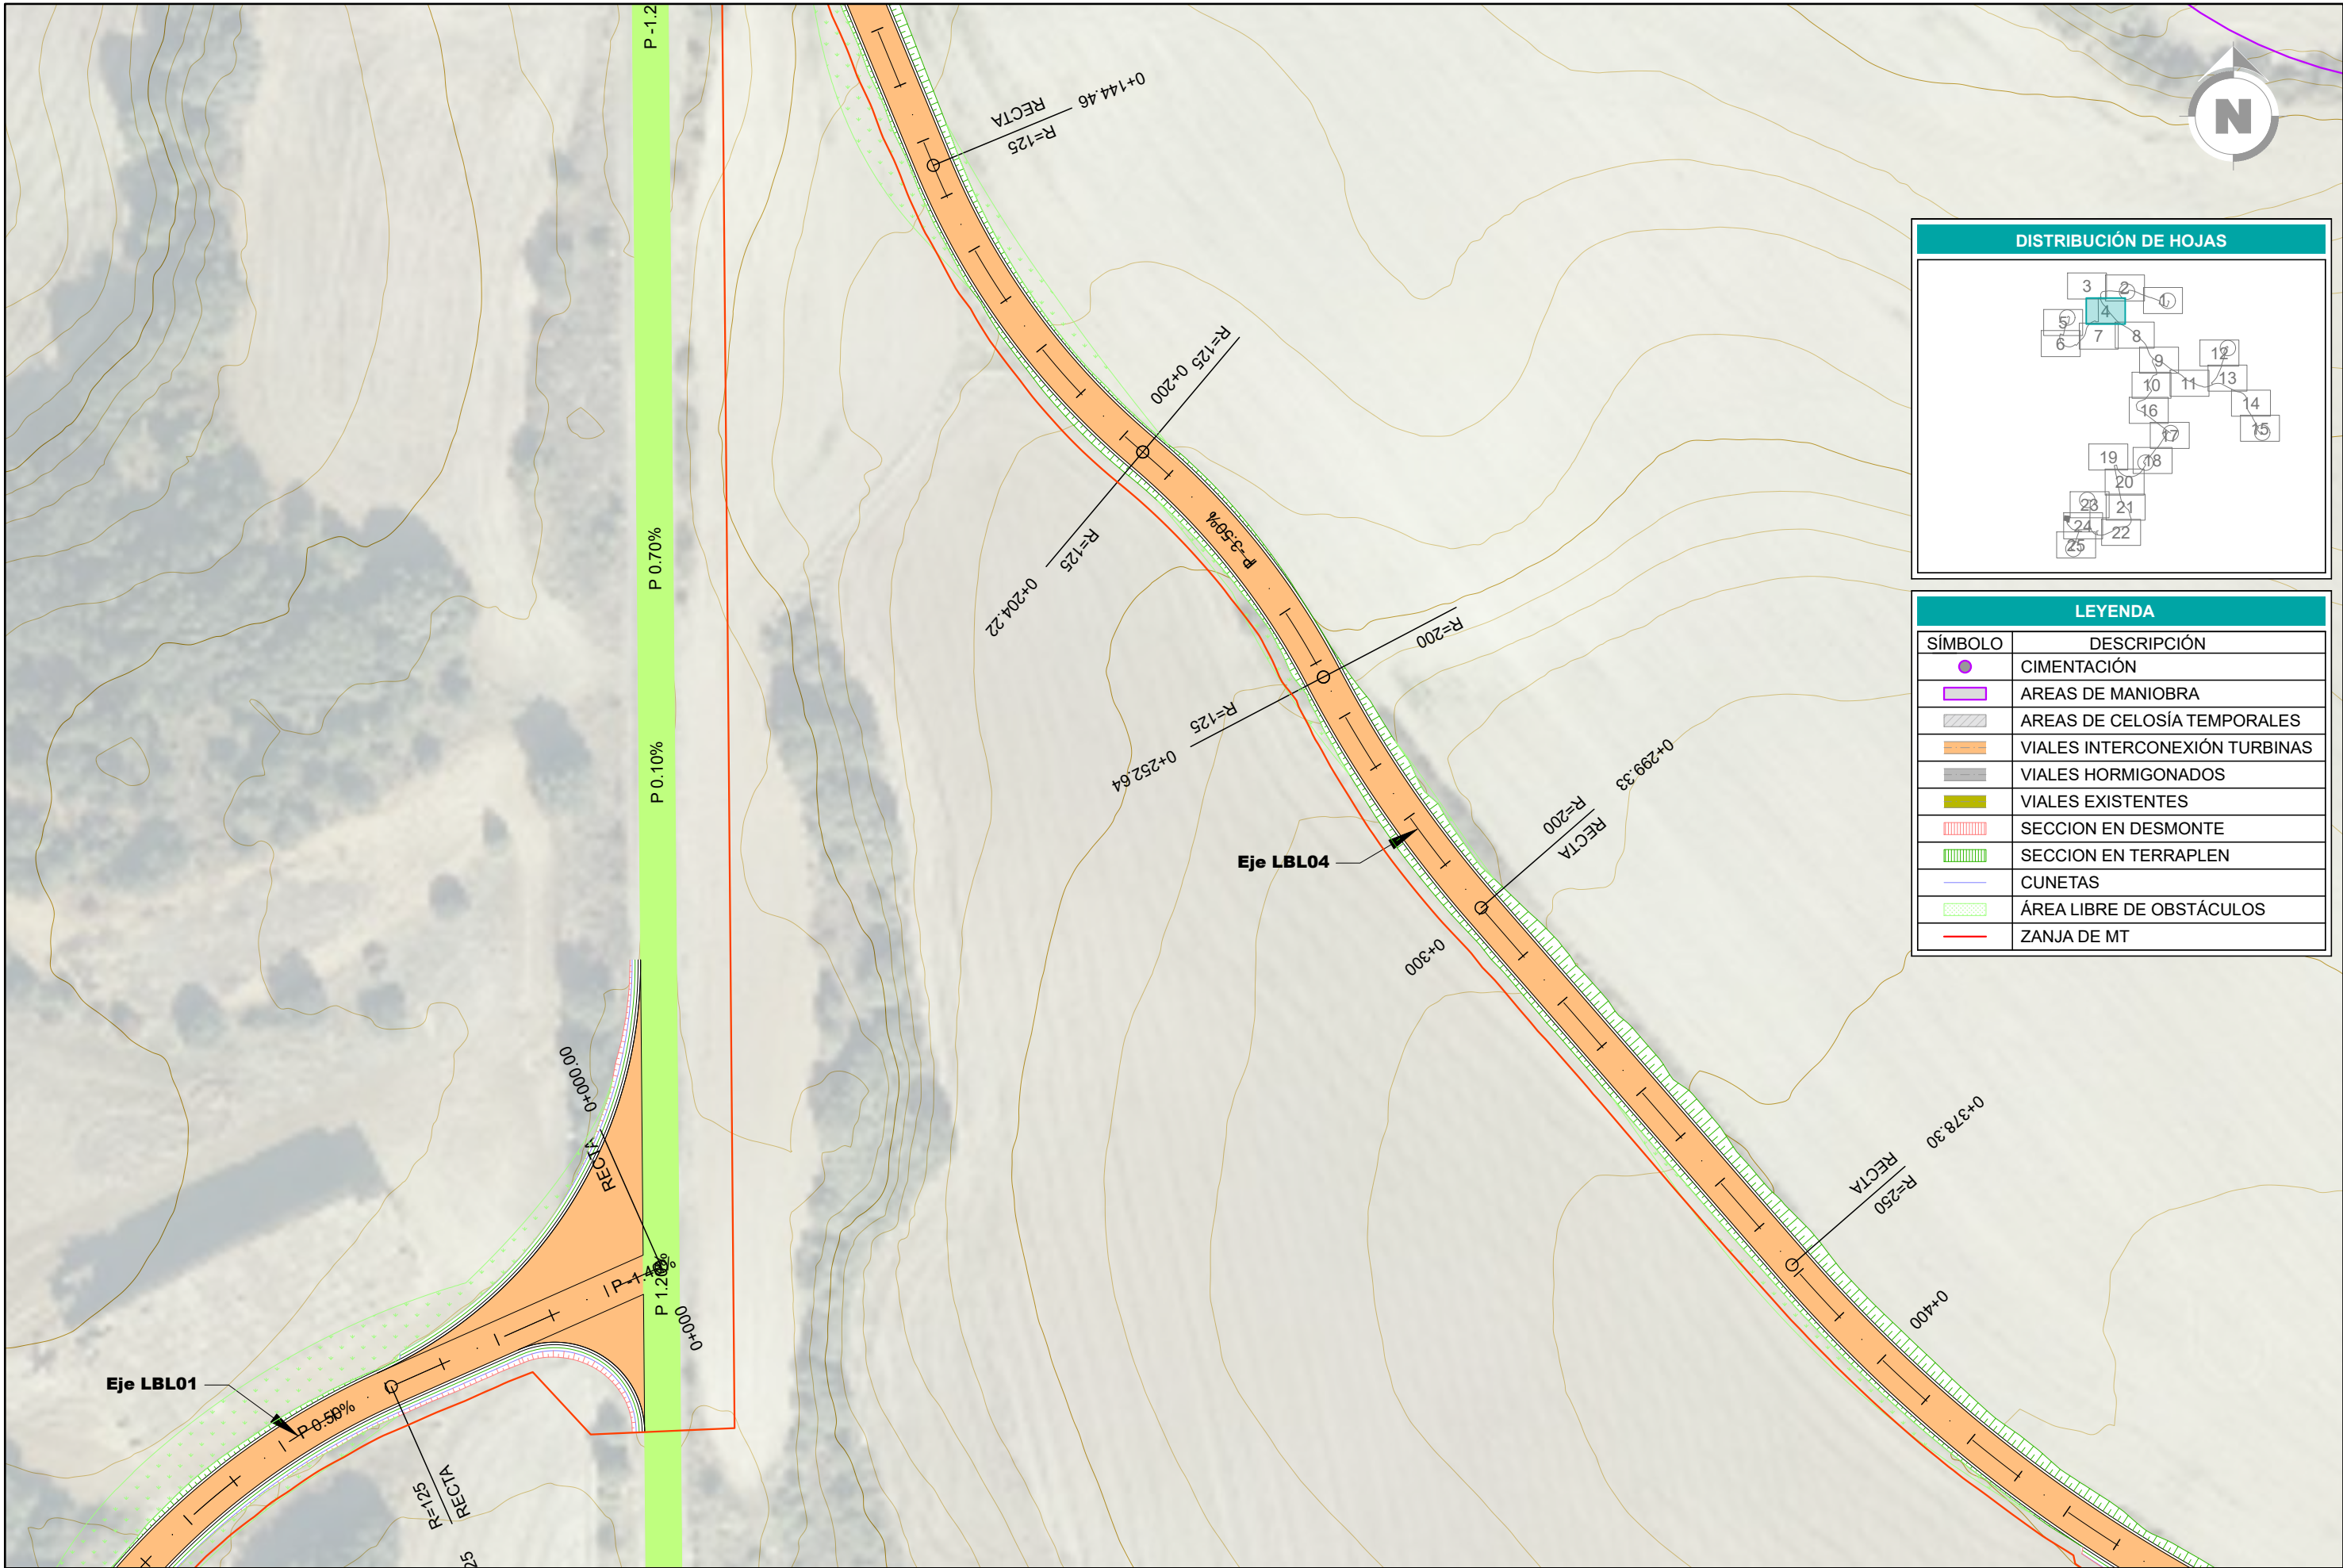 P -1.2
0+144.46
RECTA
R=125
N
DISTRIBUCIÓN DE HOJAS
3
2
1
4
5
7
8
6
9
12
10
11
13
14
16
15
17
19
18
20
23
21
24
22
25
R=125
0+200
P 0.70%
P -3.50%
R=125
0+204.22
R=200
R=125
0+252.64
P 0.10%
0+299.33
R=200
RECTA
Eje LBL04
0+300
LEYENDA
SÍMBOLO DESCRIPCIÓN
CIMENTACIÓN
AREAS DE MANIOBRA
AREAS DE CELOSÍA TEMPORALES
VIALES INTERCONEXIÓN TURBINAS
VIALES HORMIGONADOS
VIALES EXISTENTES
SECCION EN DESMONTE
SECCION EN TERRAPLEN
CUNETAS
ÁREA LIBRE DE OBSTÁCULOS
ZANJA DE MT
0+000.00
RECTA
0+378.30
RECTA
R=250
0+400
P 1.20%
0+000
Eje LBL01
P 0.50%
R=125
RECTA
25